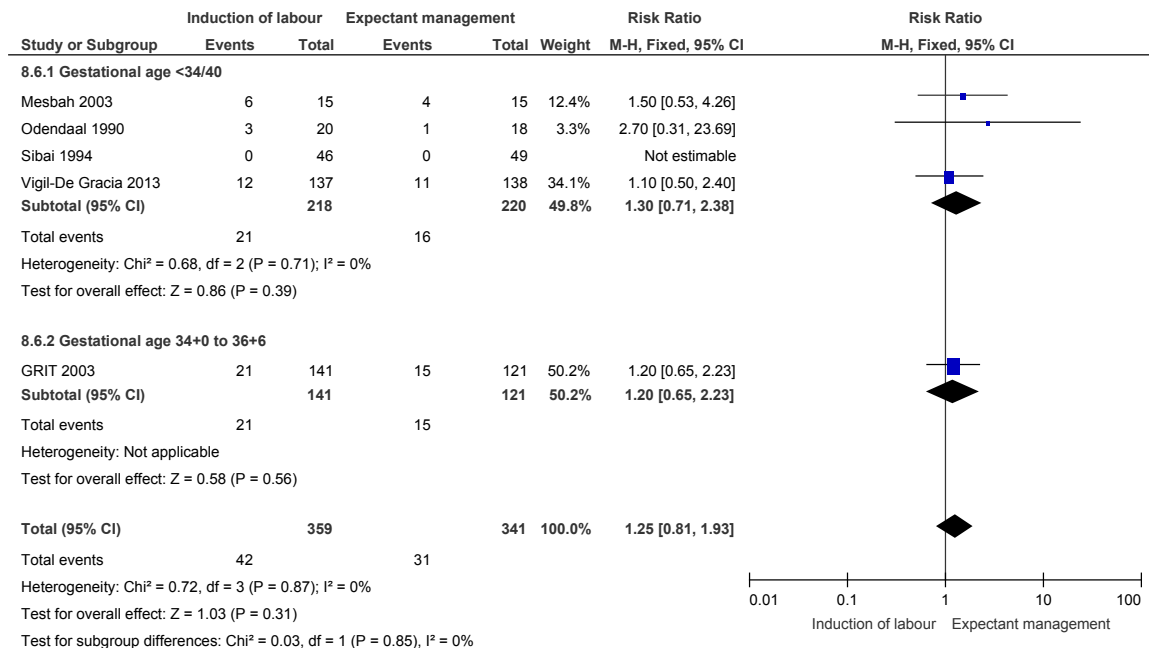 Induction of labour Expectant management Risk Ratio Risk Ratio
Study or Subgroup Events Total Events Total Weight M-H, Fixed, 95% CI M-H, Fixed, 95% CI
8.6.1 Gestational age <34/40
Mesbah 2003 6 15 4 15 12.4% 1.50 [0.53, 4.26]
Odendaal 1990 3 20 1 18 3.3% 2.70 [0.31, 23.69]
Sibai 1994 0 46 0 49 Not estimable
Vigil-De Gracia 2013 12 137 11 138 34.1% 1.10 [0.50, 2.40]
Subtotal (95% CI) 218 220 49.8% 1.30 [0.71, 2.38]
Total events 21 16
Heterogeneity: Chi² = 0.68, df = 2 (P = 0.71); I² = 0%
Test for overall effect: Z = 0.86 (P = 0.39)
8.6.2 Gestational age 34+0 to 36+6
GRIT 2003 21 141 15 121 50.2% 1.20 [0.65, 2.23]
Subtotal (95% CI) 141 121 50.2% 1.20 [0.65, 2.23]
Total events 21 15
Heterogeneity: Not applicable
Test for overall effect: Z = 0.58 (P = 0.56)
Total (95% CI) 359 341 100.0% 1.25 [0.81, 1.93]
Total events 42 31
Heterogeneity: Chi² = 0.72, df = 3 (P = 0.87); I² = 0%
Test for overall effect: Z = 1.03 (P = 0.31)
Test for subgroup differences: Chi² = 0.03, df = 1 (P = 0.85), I² = 0%
0.01 0.1 1 10 100
Induction of labour Expectant management